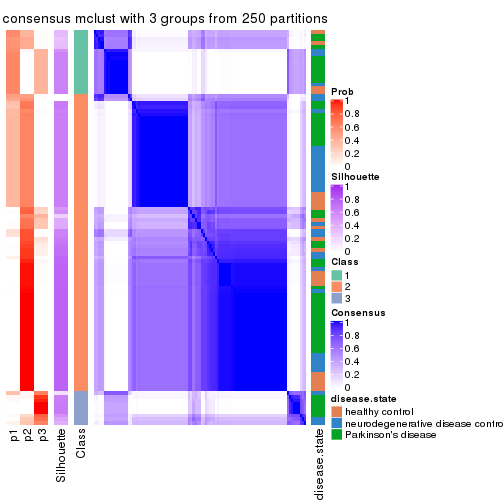 consensus mclust with 3 groups from 250 partitions
Prob
1
0.8
0.6
0.4
0.2
0
Silhouette
1
0.8
0.6
0.4
0.2
0
Class
1
2
3
Consensus
1
0.8
0.6
0.4
0.2
0
disease.state
healthy control
neurodegenerative disease contro
Parkinson's disease
p1
p2
p3
Silhouette
Class
disease.state